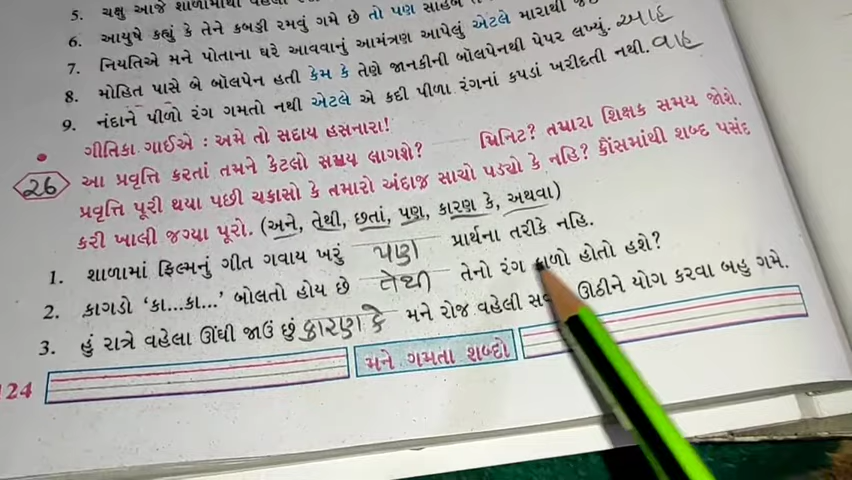 5. ચક્ષુ આજે શાળામાંથી વહેલા
6. આયુષે કહ્યું કે તેને કબડ્ડી રમવું ગમે છે તો પણ સાહેબે
7. નિયતિએ મને પોતાના ઘરે આવવાનું આમંત્રણ આપેલું એટલે મારાથી
8. મોહિત પાસે બે બૉલપેન હતી કેમ કે તેણે જાનકીની બૉલપેનથી પેપર લખ્યું.
9. નંદાને પીળો રંગ ગમતો નથી એટલે એ કદી પીળા રંગનાં કપડાં ખરીદતી નથી. વાહ
ગીતિકા ગાઈએ : અમે તો સદાય હસનારા!
26 આ પ્રવૃત્તિ કરતાં તમને કેટલો સમય લાગશે? મિનિટ? તમારા શિક્ષક સમય જોશે.
પ્રવૃત્તિ પૂરી થયા પછી ચકાસો કે તમારો અંદાજ સાચો પડ્યો કે નહિ? કૌંસમાંથી શબ્દ પસંદ
કરી ખાલી જગ્યા પૂરો. (અને, તેથી, છતાં, પણ, કારણ કે, અથવા)
1. શાળામાં ફિલ્મનું ગીત ગવાય ખરું પણ પ્રાર્થના તરીકે નહિ.
2. કાગડો ‘કા...કા...’ બોલતો હોય છે તેથી તેનો રંગ કાળો હોતો હશે?
3. હું રાત્રે વહેલા ઊંઘી જાઉં છું કારણ કે મને રોજ વહેલી ઊઠીને યોગ કરવા બહુ ગમે.
મને ગમતા શબ્દો
124